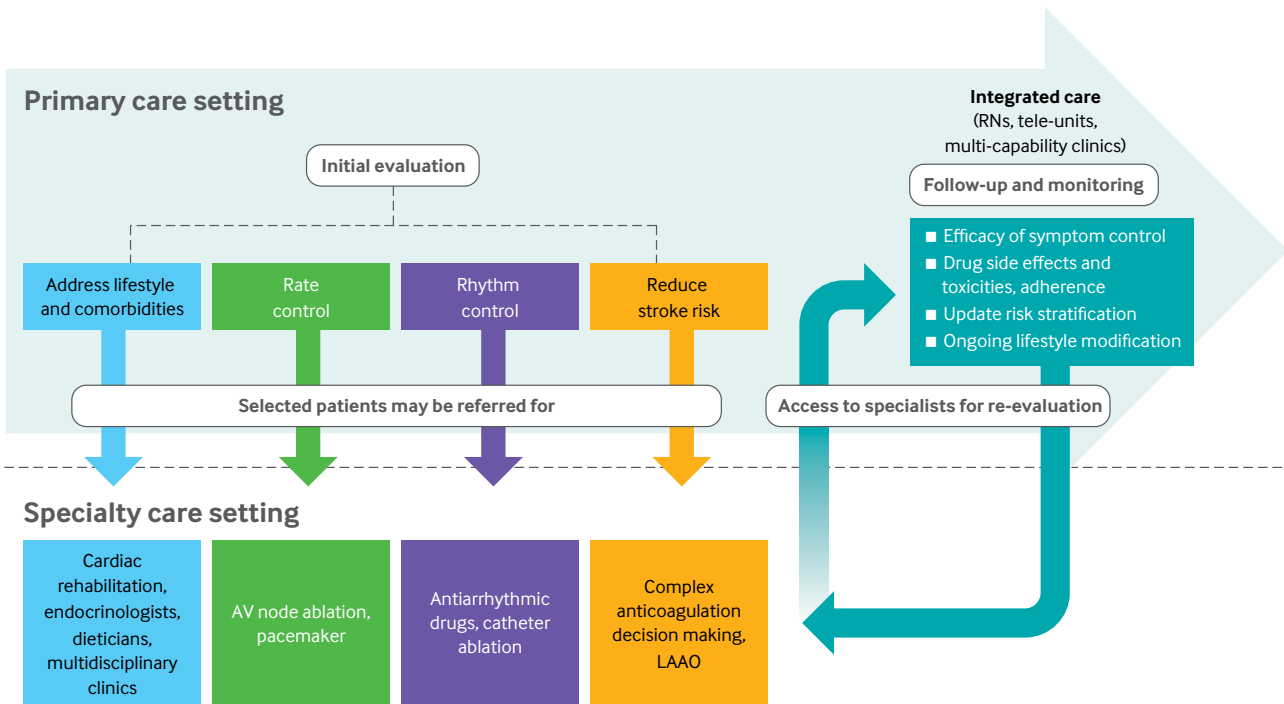 Primary care setting
Initial evaluation
Address lifestyle
and comorbidities
Rate
control
Rhythm
control
Reduce
stroke risk
Selected patients may be referred for
Integrated care
(RNs, tele-units,
multi-capability clinics)
Follow-up and monitoring
■ Efficacy of symptom control
■ Drug side effects and
toxicities, adherence
■ Update risk stratification
■ Ongoing lifestyle modification
Access to specialists for re-evaluation
Specialty care setting
Cardiac
rehabilitation,
endocrinologists,
dieticians,
multidisciplinary
clinics
AV node ablation,
pacemaker
Antiarrhythmic
drugs, catheter
ablation
Complex
anticoagulation
decision making,
LAAO